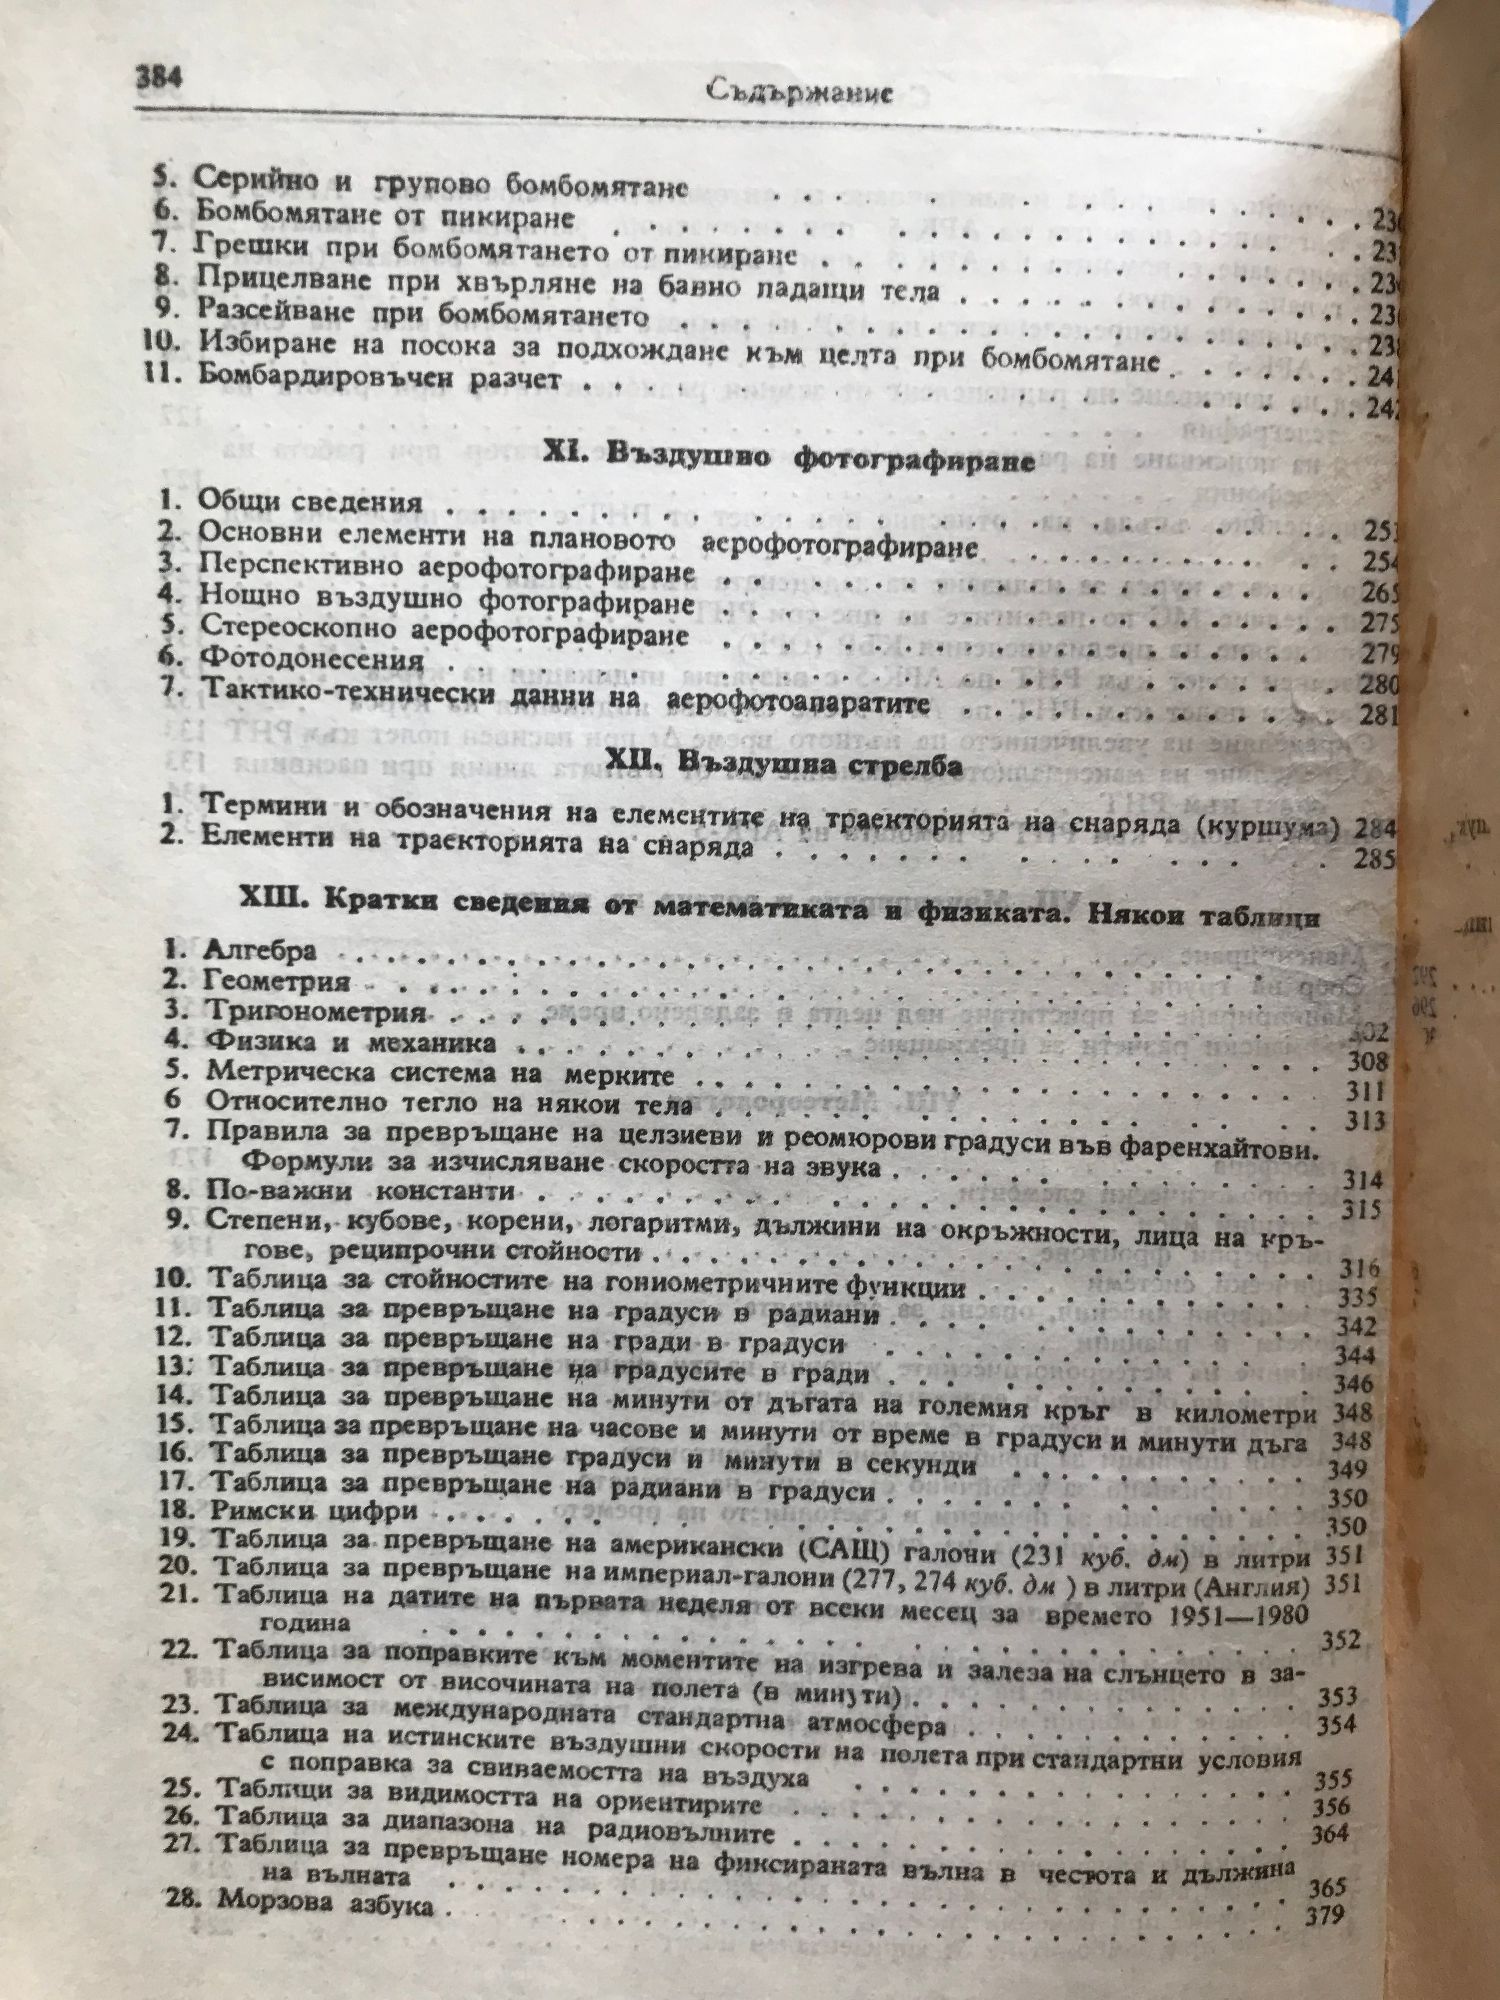 384
Съдържание
5. Серийно и групово бомбомятане . . . . . . . . . . 
6. Бомбомятане от пикиране . . . . . . . . . .
7. Грешки при бомбомятането от пикиране . . . . . . . . . .
8. Прицелване при хвърляне на бавно падащи тела . . . . . . . . . .
9. Разсейване при бомбомятането . . . . . . . . . .
10. Избиране на посока за подхождане към целта при бомбомятане . . . . . . .
11. Бомбардировъчен разчет . . . . . . . . . .
XI. Въздушно фотографиране
1. Общи сведения . . . . . . . . . .
2. Основни елементи на плановото аерофотографиране . . . . . . . . . . 254
3. Перспективно аерофотографиране . . . . . . . . . . 265
4. Нощно въздушно фотографиране . . . . . . . . . . 275
5. Стереоскопно аерофотографиране . . . . . . . . . . 279
6. Фотодонесения . . . . . . . . . . 280
7. Тактико-технически данни на аерофотоапаратите . . . . . . . . . . 281
XII. Въздушна стрелба
1. Термини и обозначения на елементите на траекторията на снаряда (куршума) 284
2. Елементи на траекторията на снаряда . . . . . . . . . . 285
XIII. Кратки сведения от математиката и физиката. Някои таблици
1. Алгебра . . . . . . . . . .
2. Геометрия . . . . . . . . . .
3. Тригонометрия . . . . . . . . . . 302
4. Физика и механика . . . . . . . . . . 308
5. Метрическа система на мерките . . . . . . . . . . 311
6 Относително тегло на някои тела . . . . . . . . . . 313
7. Правила за превръщане на целзиеви и реомюрови градуси във фаренхайтови.
Формули за изчисляване скоростта на звука . . . . . . . . . . 314
8. По-важни константи . . . . . . . . . . 315
9. Степени, кубове, корени, логаритми, дължини на окръжности, лица на кръ-
гове, реципрочни стойности . . . . . . . . . . 316
10. Таблица за стойностите на гониометричните функции . . . . . . . . . . 335
11. Таблица за превръщане на градуси в радиани . . . . . . . . . . 342
12. Таблица за превръщане на гради в градуси . . . . . . . . . . 344
13. Таблица за превръщане на градусите в гради . . . . . . . . . . 346
14. Таблица за превръщане на минути от дъгата на големия кръг в километри 348
15. Таблица за превръщане на часове и минути от време в градуси и минути дъга 348
16. Таблица за превръщане градуси и минути в секунди . . . . . . . . . . 349
17. Таблица за превръщане на радиани в градуси . . . . . . . . . . 350
18. Римски цифри . . . . . . . . . . 350
19. Таблица за превръщане на американски (САЩ) галони (231 куб. дм) в литри 351
20. Таблица за превръщане на империал-галони (277, 274 куб. дм ) в литри (Англия) 351
21. Таблица на датите на първата неделя от всеки месец за времето 1951—1980
година . . . . . . . . . . 352
22. Таблица за поправките към моментите на изгрева и залеза на слънцето в за-
висимост от височината на полета (в минути) . . . . . . . . . . 353
23. Таблица за международната стандартна атмосфера . . . . . . . . . . 354
24. Таблица на истинските въздушни скорости на полета при стандартни условия
с поправка за свиваемостта на въздуха . . . . . . . . . . 355
25. Таблици за видимостта на ориентирите . . . . . . . . . . 356
26. Таблица за диапазона на радиовълните . . . . . . . . . . 364
27. Таблица за превръщане номера на фиксираната вълна в честота и дължина
на вълната . . . . . . . . . . 365
28. Морзова азбука . . . . . . . . . . 379